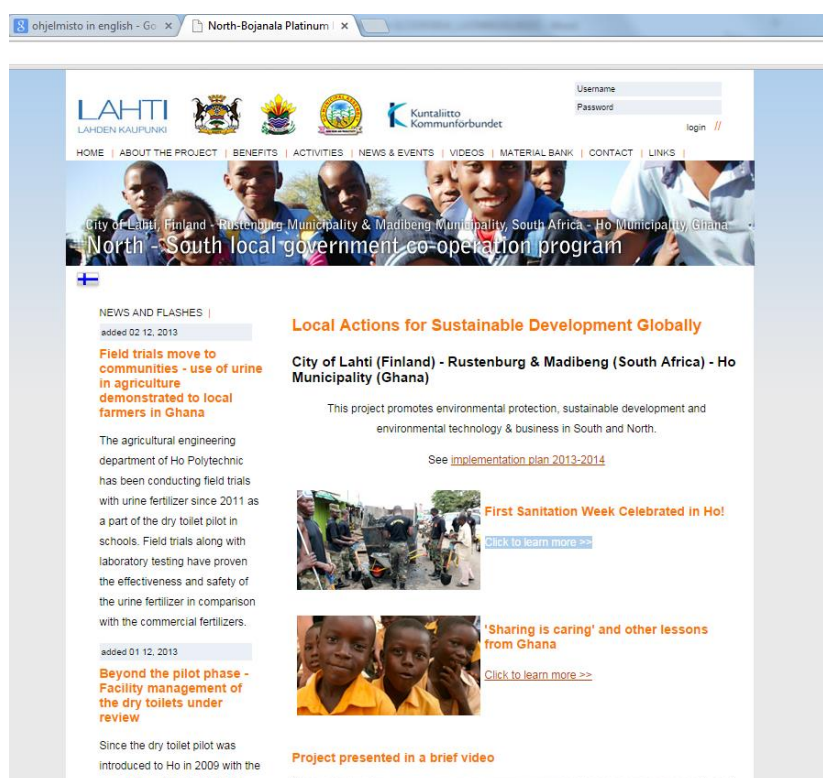 ohjelmisto in english - Go
North-Bojanala Platinum
LAHTI
LAHDEN KAUPUNKI
Kuntaliitto
Kommunförbundet
Username
Password
login //
HOME | ABOUT THE PROJECT | BENEFITS | ACTIVITIES | NEWS & EVENTS | VIDEOS | MATERIAL BANK | CONTACT | LINKS |
City of Lahti, Finland - Rustenburg Municipality & Madibeng Municipality, South Africa - Ho Municipality, Ghana
North - South local government co-operation program
NEWS AND FLASHES |
added 02 12, 2013
Field trials move to
communities - use of urine
in agriculture
demonstrated to local
farmers in Ghana
The agricultural engineering
department of Ho Polytechnic
has been conducting field trials
with urine fertilizer since 2011 as
a part of the dry toilet pilot in
schools. Field trials along with
laboratory testing have proven
the effectiveness and safety of
the urine fertilizer in comparison
with the commercial fertilizers.
added 01 12, 2013
Beyond the pilot phase -
Facility management of
the dry toilets under
review
Since the dry toilet pilot was
introduced to Ho in 2009 with the
Local Actions for Sustainable Development Globally
City of Lahti (Finland) - Rustenburg & Madibeng (South Africa) - Ho
Municipality (Ghana)
This project promotes environmental protection, sustainable development and
environmental technology & business in South and North.
See implementation plan 2013-2014
First Sanitation Week Celebrated in Ho!
Click to learn more >>
'Sharing is caring' and other lessons
from Ghana
Click to learn more >>
Project presented in a brief video